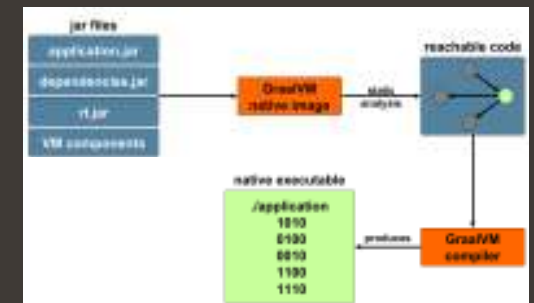 jar files
application.jar
dependencies.jar
rt.jar
VM components
GraalVM
native image
static
analysis
reachable code
GraalVM
compiler
produces
native executable
./application
1010
0100
0010
1100
1110